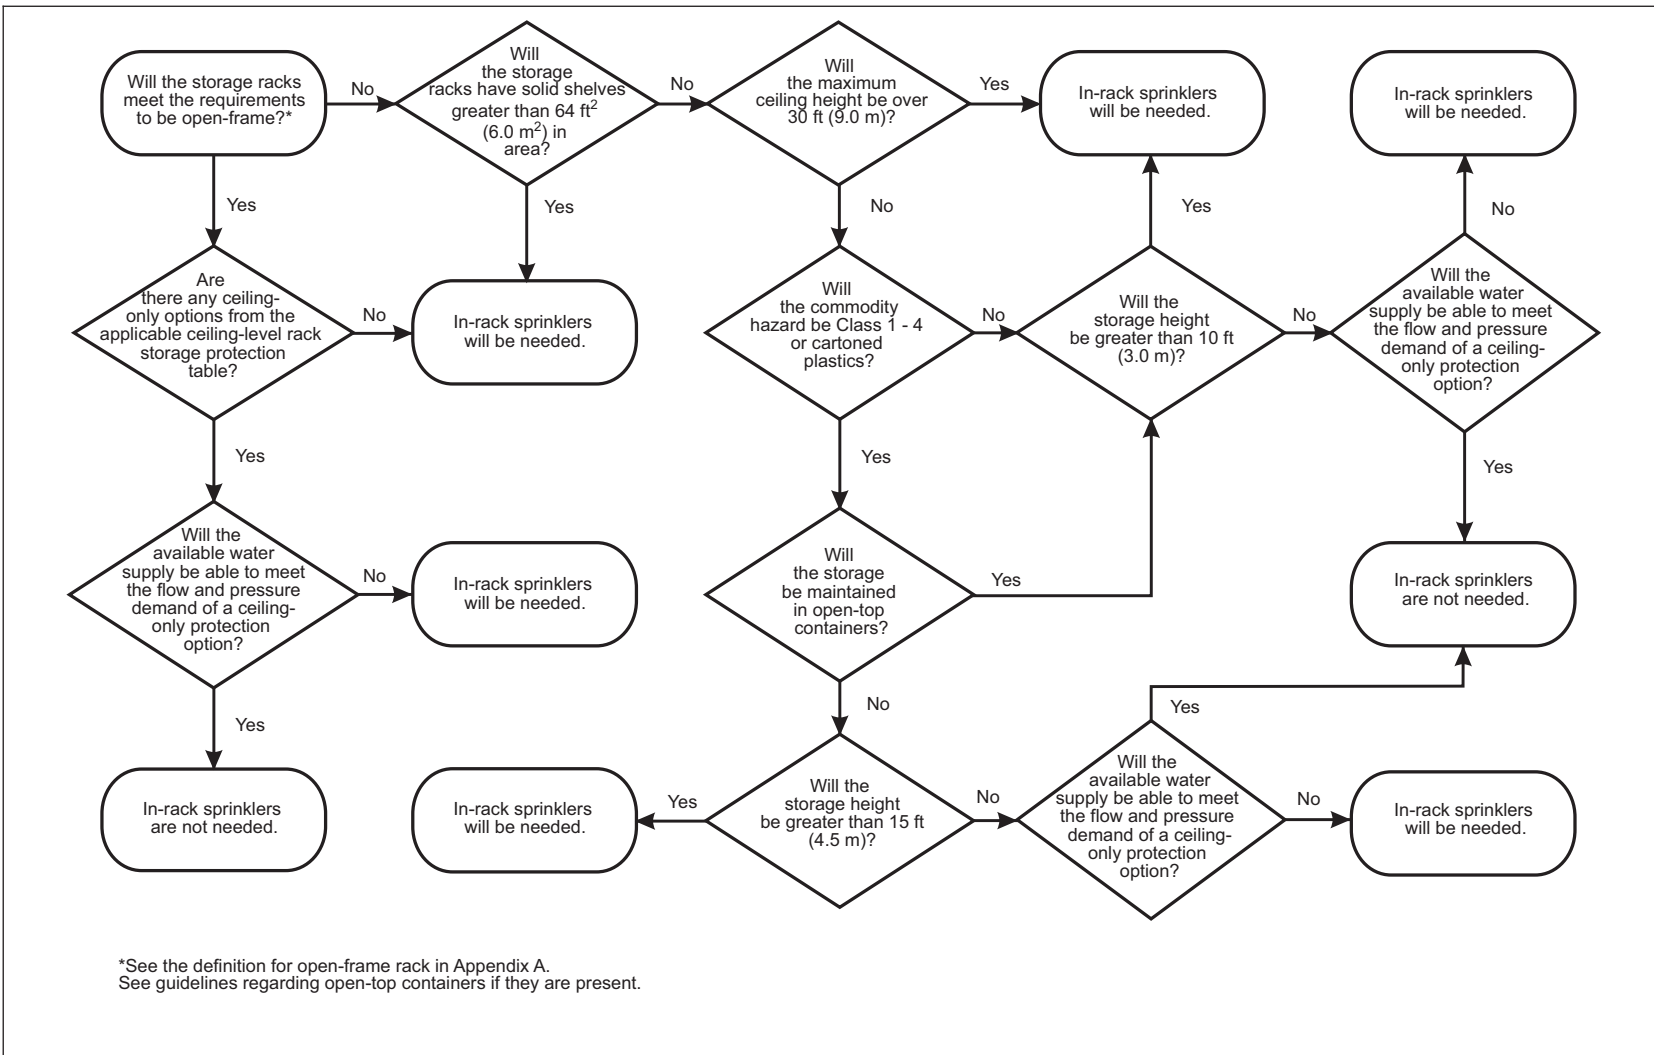 Will the storage racks
meet the requirements
to be open-frame?*
No
Will
the storage
racks have solid shelves
greater than 64 ft²
(6.0 m²) in
area?
No
Will
the maximum
ceiling height be over
30 ft (9.0 m)?
Yes
In-rack sprinklers
will be needed.
In-rack sprinklers
will be needed.
Yes
Yes
No
Yes
No
Are
there any ceiling-
only options from the
applicable ceiling-level rack
storage protection
table?
No
In-rack sprinklers
will be needed.
Will
the commodity
hazard be Class 1 - 4
or cartoned
plastics?
No
Will the
storage height
be greater than 10 ft
(3.0 m)?
No
Will the
available water
supply be able to meet
the flow and pressure
demand of a ceiling-
only protection
option?
Yes
Yes
Yes
Will the
available water
supply be able to meet
the flow and pressure
demand of a ceiling-
only protection
option?
No
In-rack sprinklers
will be needed.
Will
the storage
be maintained
in open-top
containers?
Yes
In-rack sprinklers
are not needed.
Yes
No
Yes
In-rack sprinklers
are not needed.
In-rack sprinklers
will be needed.
Yes
Will the
storage height
be greater than 15 ft
(4.5 m)?
No
Will the
available water
supply be able to meet
the flow and pressure
demand of a ceiling-
only protection
option?
No
In-rack sprinklers
will be needed.
*See the definition for open-frame rack in Appendix A.
See guidelines regarding open-top containers if they are present.